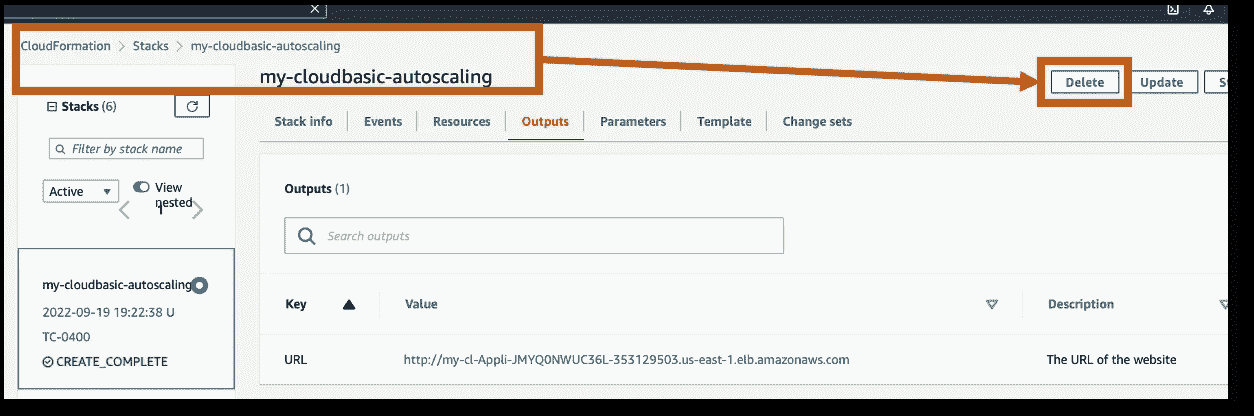 CloudFormation > Stacks > my-cloudbasic-autoscaling
my-cloudbasic-autoscaling
Delete
Update
Stacks (6)
Stack info
Events
Resources
Outputs
Parameters
Template
Change sets
Filter by stack name
Active
View
nested
1
Outputs (1)
Search outputs
my-cloudbasic-autoscaling
2022-09-19 19:22:38 U
TC-0400
CREATE_COMPLETE
Key
Value
Description
URL
http://my-cl-Appli-JMYQ0NWUC36L-353129503.us-east-1.elb.amazonaws.com
The URL of the website